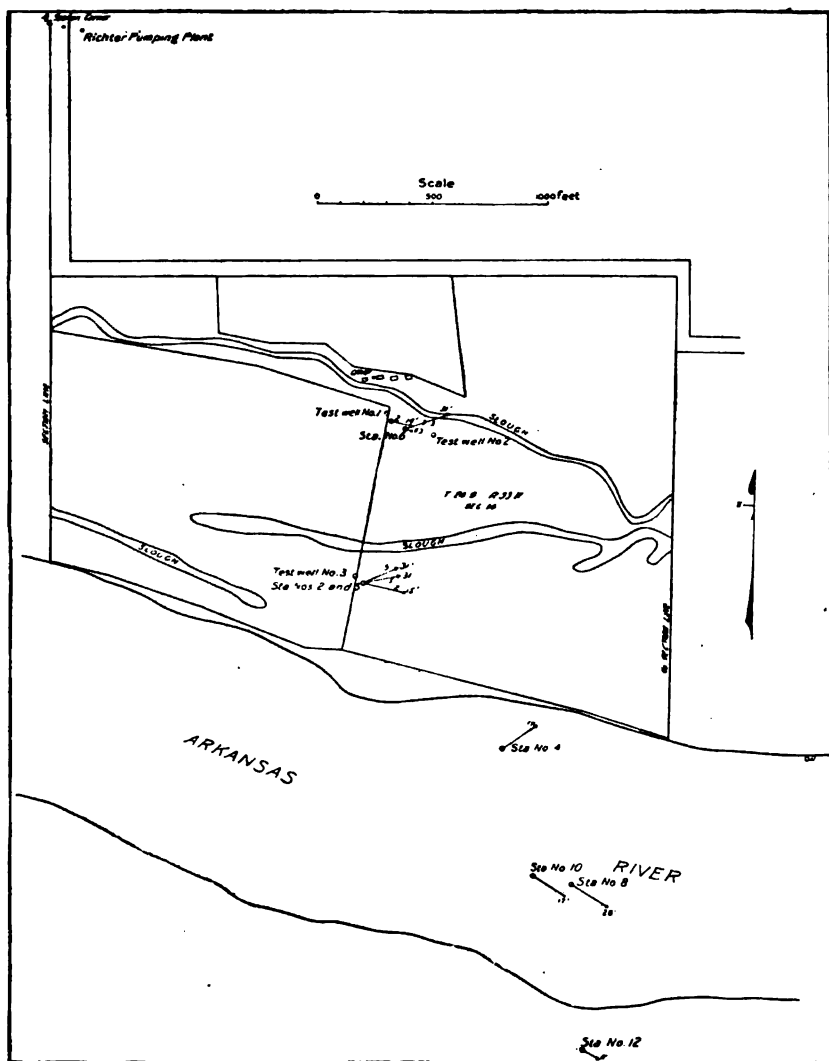 Richter Pumping Plant
Scale
0 500 1000 feet
SECTION LINE
SLOUGH
Test well No. 1
Sta. No 6
Test well No 2
SLOUGH
SLOUGH
Test well No. 3
Sta Nos 2 and
SECTION LINE
ARKANSAS
Sta No 4
Sta No 10
RIVER
Sta No 8
Sta No. 12